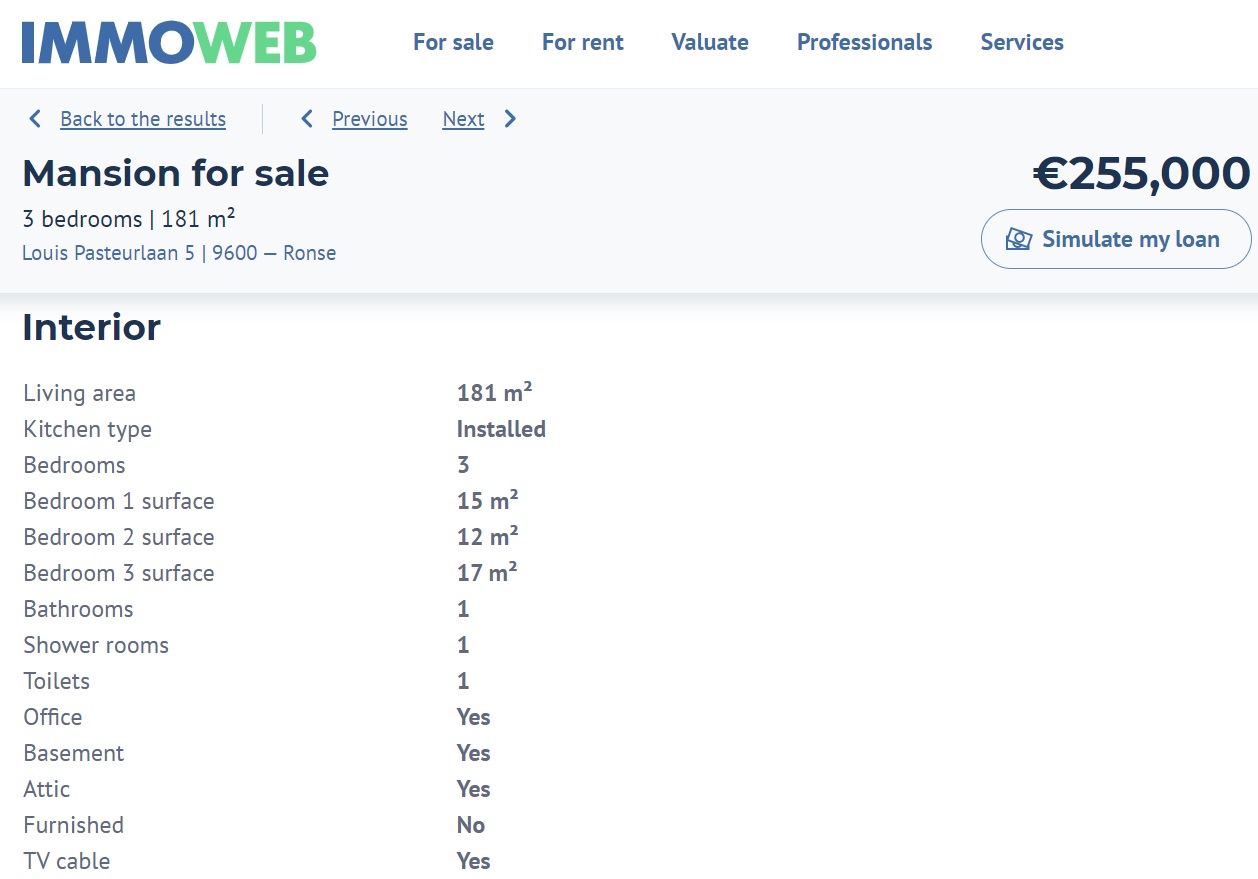 IMMOWEB For sale For rent Valuate Professionals Services
Back to the results Previous Next
Mansion for sale
€255,000
3 bedrooms | 181 m²
Louis Pasteurlaan 5 | 9600 — Ronse
Simulate my loan
Interior
Living area 181 m²
Kitchen type Installed
Bedrooms 3
Bedroom 1 surface 15 m²
Bedroom 2 surface 12 m²
Bedroom 3 surface 17 m²
Bathrooms 1
Shower rooms 1
Toilets 1
Office Yes
Basement Yes
Attic Yes
Furnished No
TV cable Yes